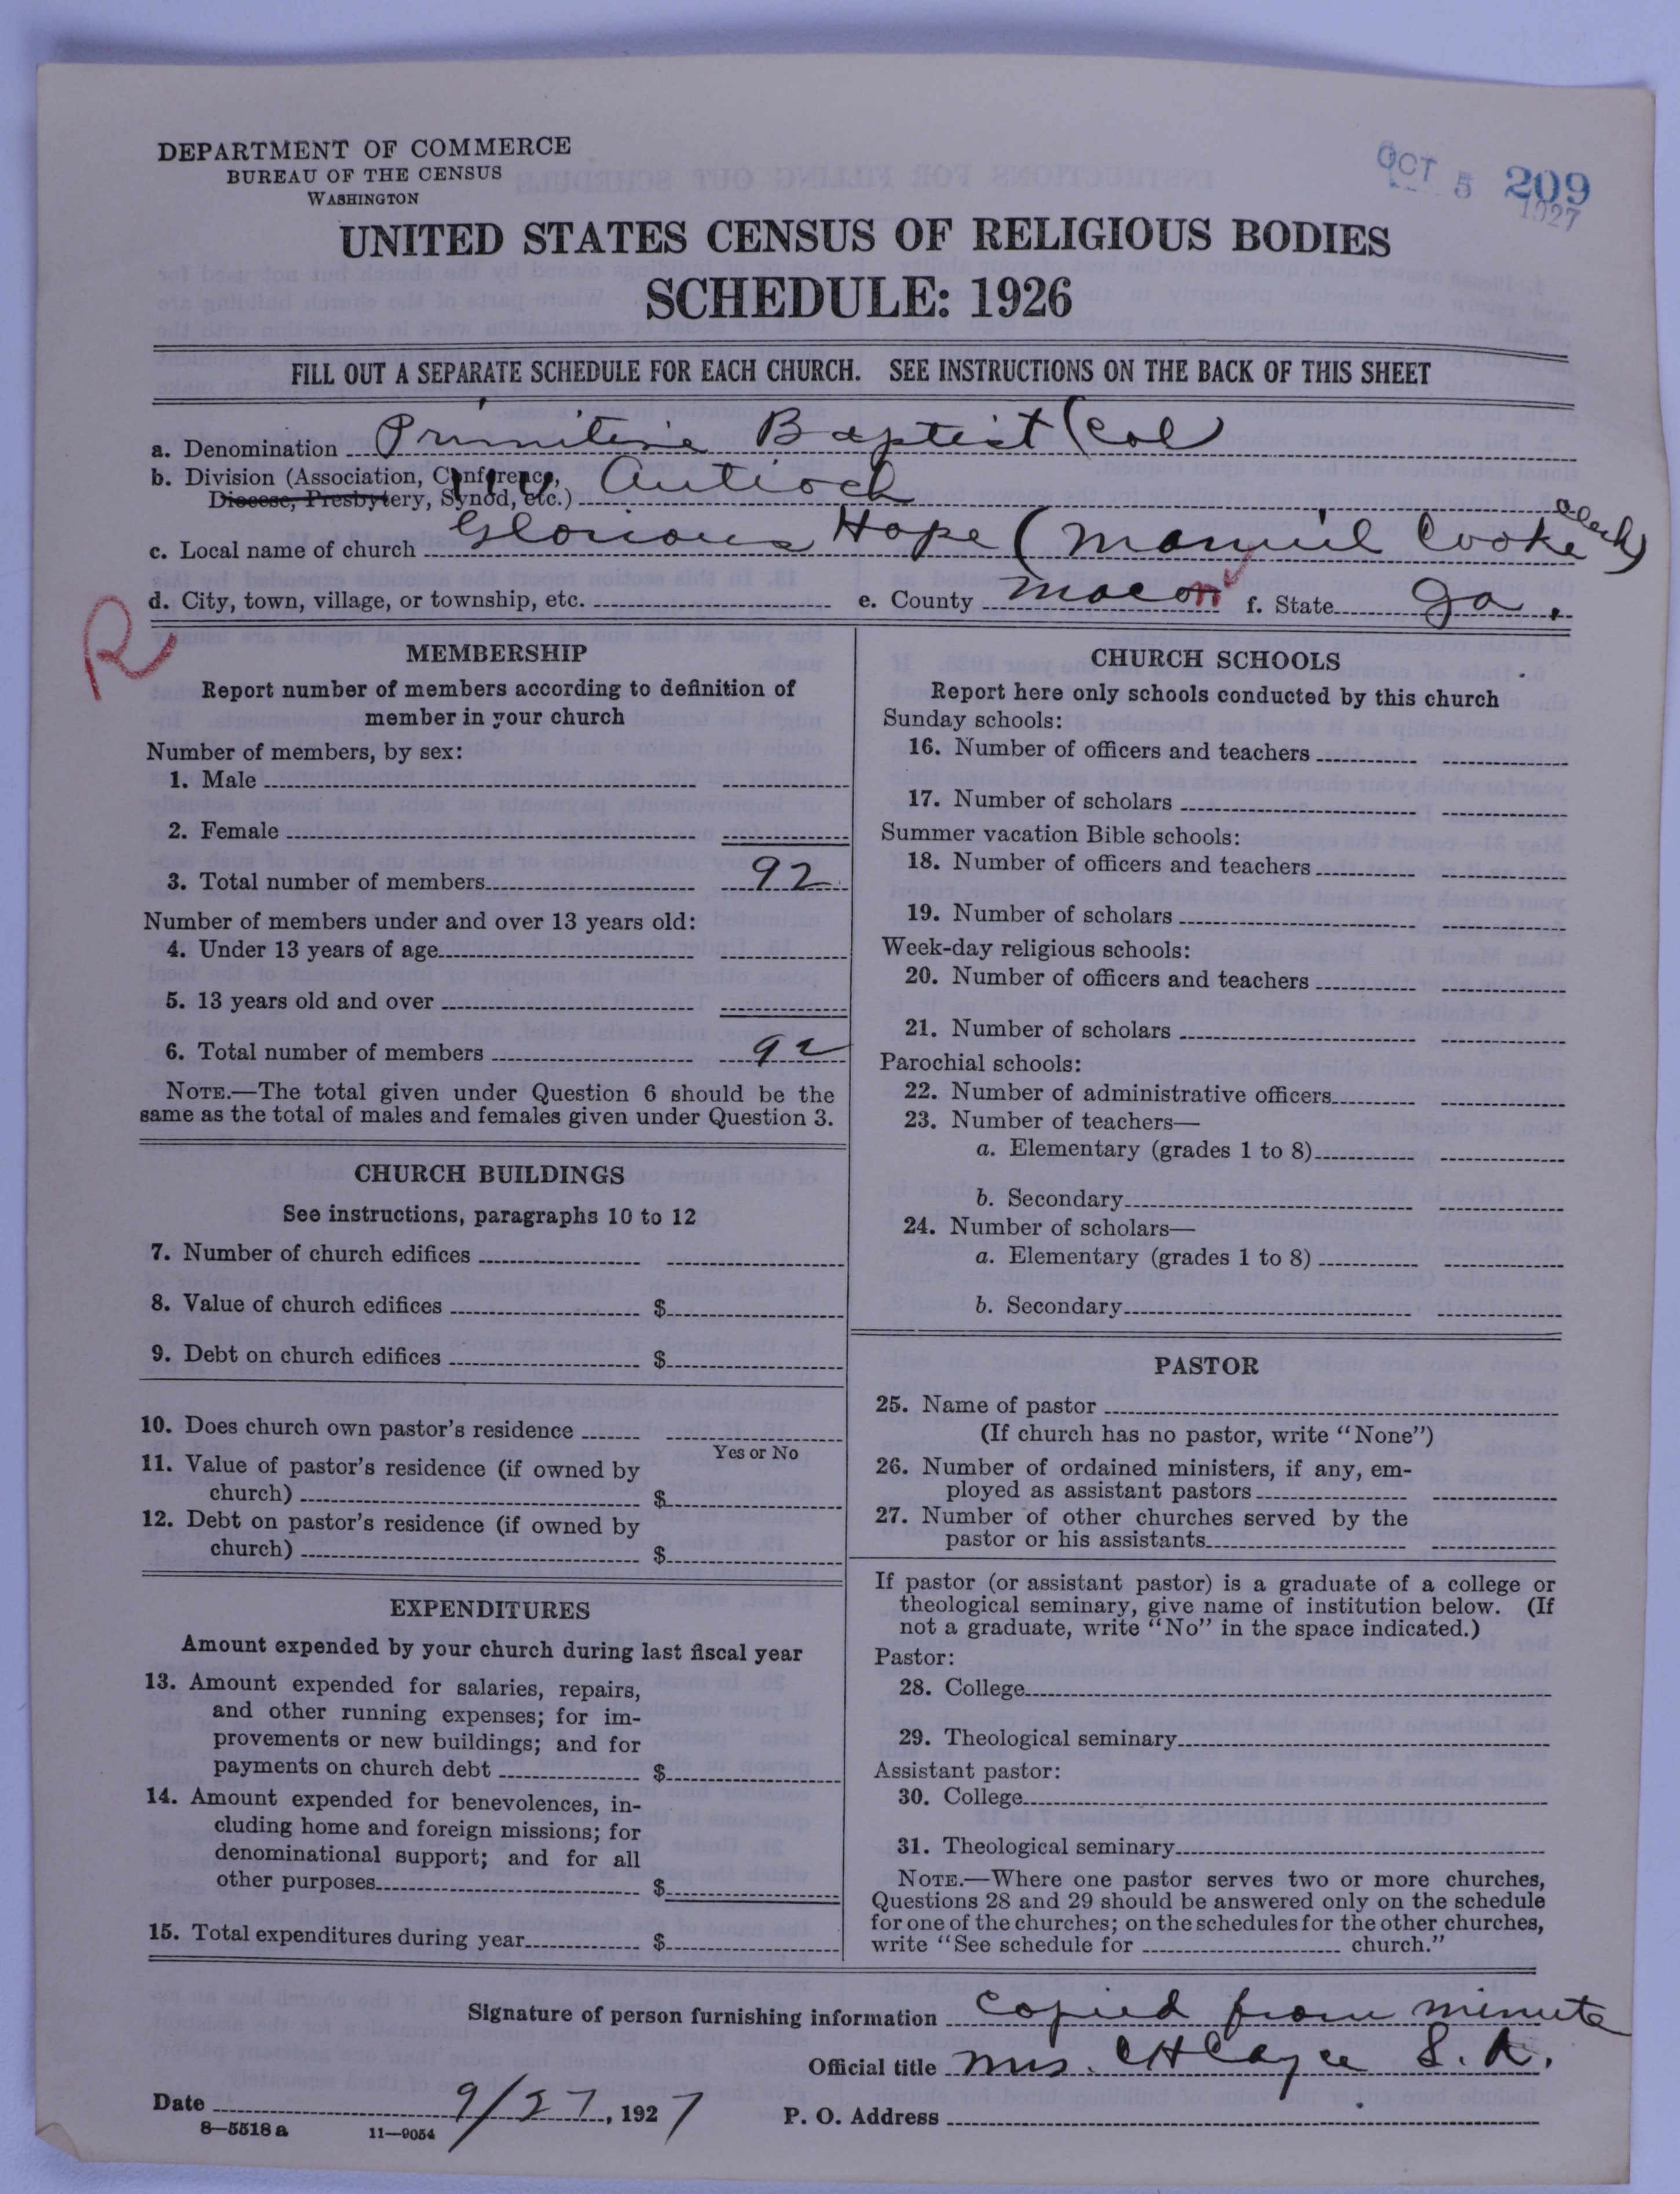 DEPARTMENT OF COMMERCE
BUREAU OF THE CENSUS
WASHINGTON
OCT 5 1927
209
UNITED STATES CENSUS OF RELIGIOUS BODIES
SCHEDULE: 1926
FILL OUT A SEPARATE SCHEDULE FOR EACH CHURCH. SEE INSTRUCTIONS ON THE BACK OF THIS SHEET
a. Denomination Primitive Baptist (Col
b. Division (Association, Conference,
Diocese, Presbytery, Synod, etc.) Antioch
c. Local name of church Glorious Hope (Manuiel Cooke clerk)
d. City, town, village, or township, etc. e. County Macon f. State Ga.
R
MEMBERSHIP
Report number of members according to definition of
member in your church
Number of members, by sex:
1. Male
2. Female
3. Total number of members 92
Number of members under and over 13 years old:
4. Under 13 years of age
5. 13 years old and over
6. Total number of members 92
NOTE.—The total given under Question 6 should be the
same as the total of males and females given under Question 3.
CHURCH BUILDINGS
See instructions, paragraphs 10 to 12
7. Number of church edifices
8. Value of church edifices $
9. Debt on church edifices $
10. Does church own pastor's residence
Yes or No
11. Value of pastor's residence (if owned by
church) $
12. Debt on pastor's residence (if owned by
church) $
EXPENDITURES
Amount expended by your church during last fiscal year
13. Amount expended for salaries, repairs,
and other running expenses; for im-
provements or new buildings; and for
payments on church debt $
14. Amount expended for benevolences, in-
cluding home and foreign missions; for
denominational support; and for all
other purposes $
15. Total expenditures during year $
CHURCH SCHOOLS
Report here only schools conducted by this church
Sunday schools:
16. Number of officers and teachers
17. Number of scholars
Summer vacation Bible schools:
18. Number of officers and teachers
19. Number of scholars
Week-day religious schools:
20. Number of officers and teachers
21. Number of scholars
Parochial schools:
22. Number of administrative officers
23. Number of teachers—
a. Elementary (grades 1 to 8)
b. Secondary
24. Number of scholars—
a. Elementary (grades 1 to 8)
b. Secondary
PASTOR
25. Name of pastor
(If church has no pastor, write "None")
26. Number of ordained ministers, if any, em-
ployed as assistant pastors
27. Number of other churches served by the
pastor or his assistants
If pastor (or assistant pastor) is a graduate of a college or
theological seminary, give name of institution below. (If
not a graduate, write "No" in the space indicated.)
Pastor:
28. College
29. Theological seminary
Assistant pastor:
30. College
31. Theological seminary
NOTE.—Where one pastor serves two or more churches,
Questions 28 and 29 should be answered only on the schedule
for one of the churches; on the schedules for the other churches,
write "See schedule for church."
Signature of person furnishing information copied from minute
Official title Mrs. C H Cayce S. A.
Date 9/27, 1927 P. O. Address
8—5518 a 11—9054